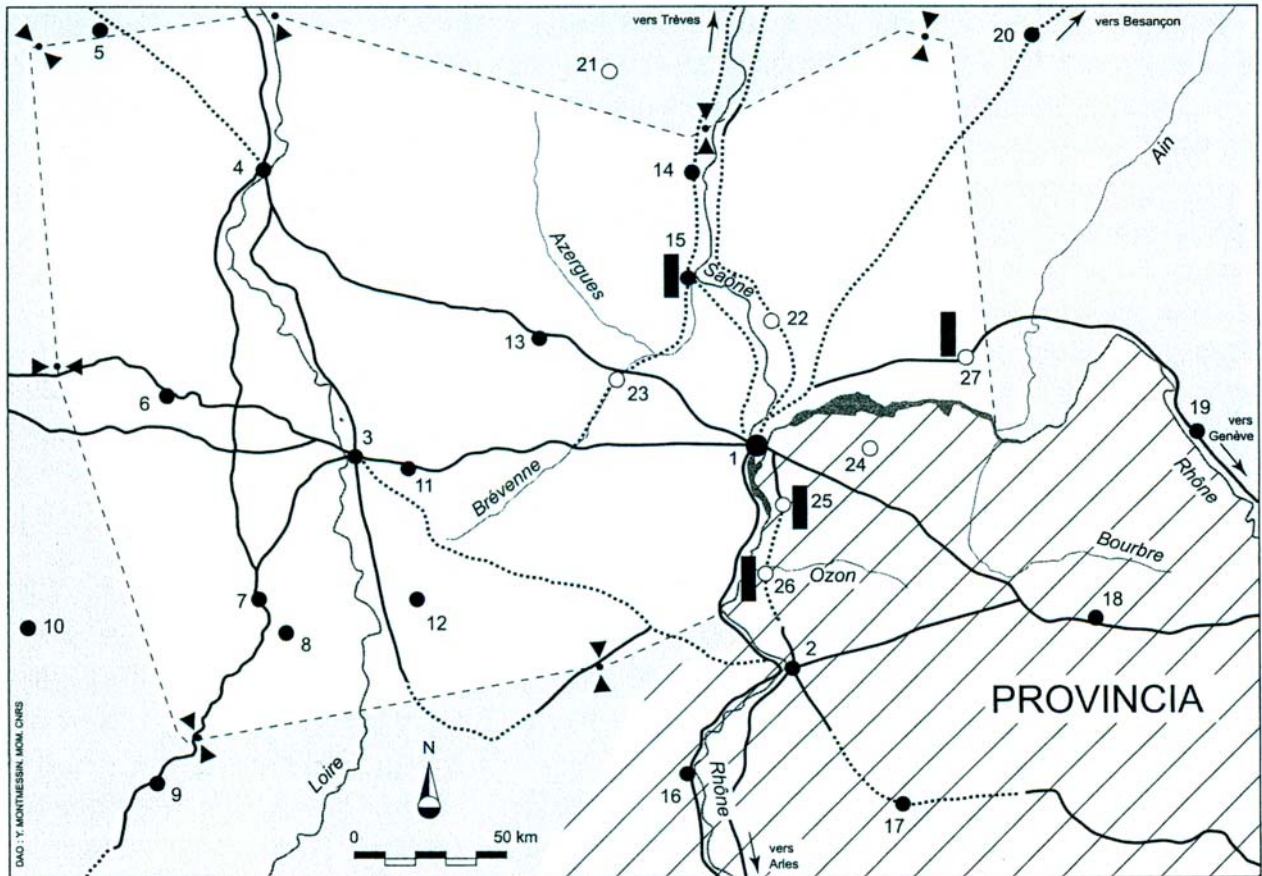 vers Trèves
vers Besançon
5
20
21
4
14
Ain
15
Azergues
Saône
22
13
27
6
23
19
vers
Genève
3
24
1
11
Rhône
Brévenne
25
Bourbre
26
Ozon
7
12
18
10
8
2
PROVINCIA
N
Loire
9
16
Rhône
17
0
50 km
vers
Arles
DAO : Y. MONTMESSIN. MOM. CNRS